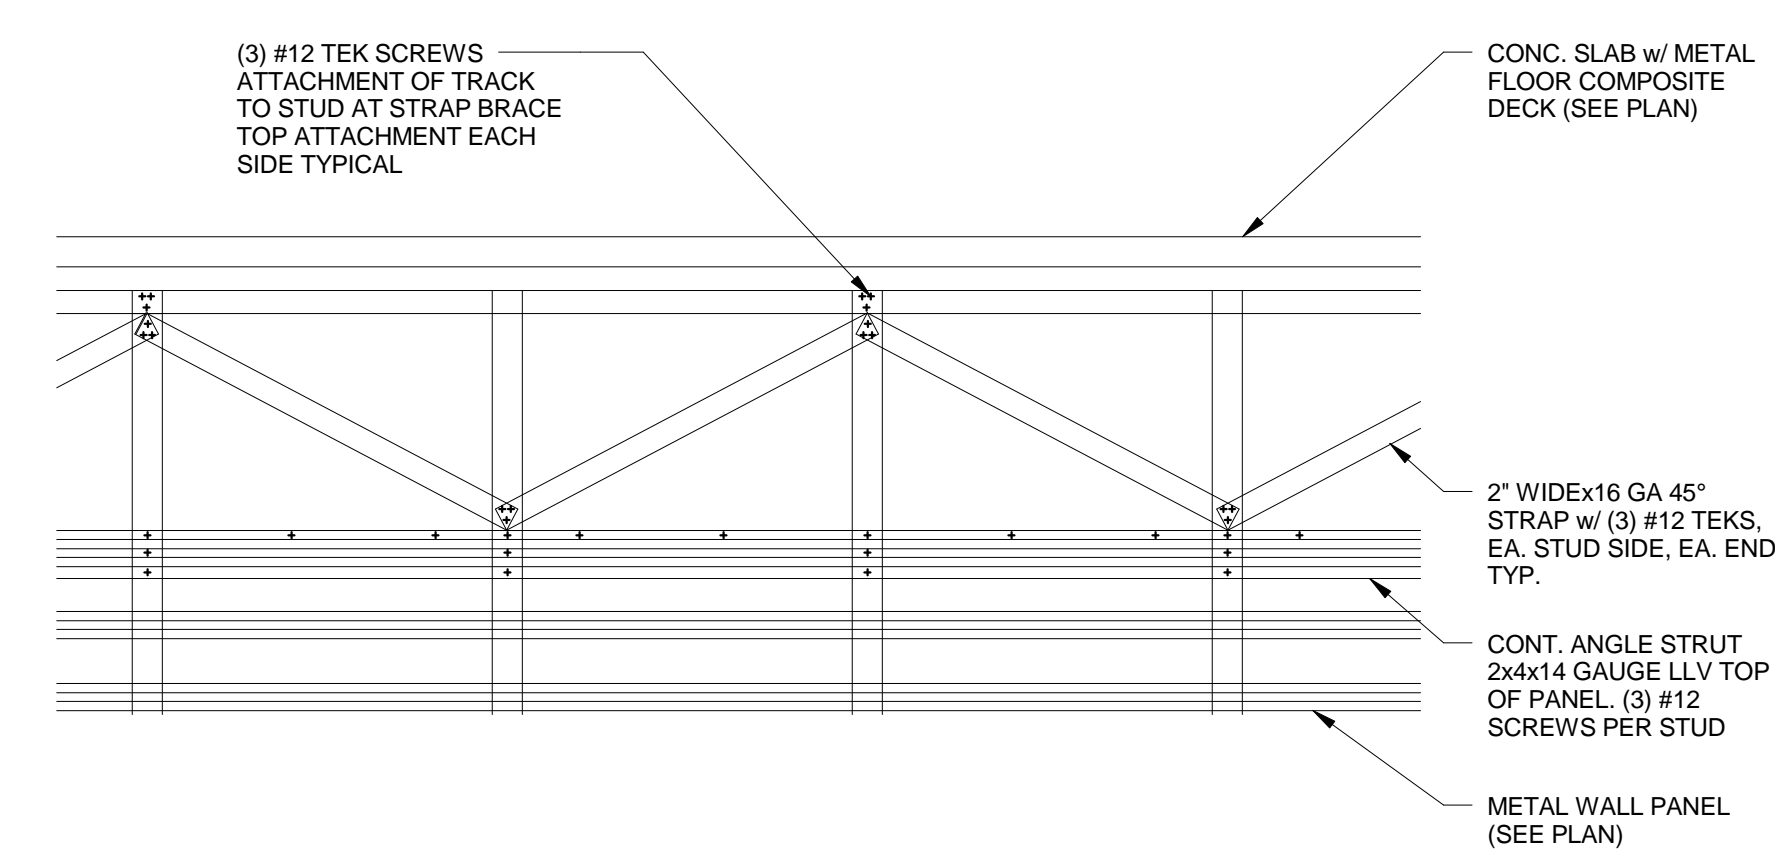 (3) #12 TEK SCREWS
ATTACHMENT OF TRACK
TO STUD AT STRAP BRACE
TOP ATTACHMENT EACH
SIDE TYPICAL
CONC. SLAB w/ METAL
FLOOR COMPOSITE
DECK (SEE PLAN)
2" WIDEx16 GA 45°
STRAP w/ (3) #12 TEKS,
EA. STUD SIDE, EA. END
TYP.
CONT. ANGLE STRUT
2x4x14 GAUGE LLV TOP
OF PANEL. (3) #12
SCREWS PER STUD
METAL WALL PANEL
(SEE PLAN)